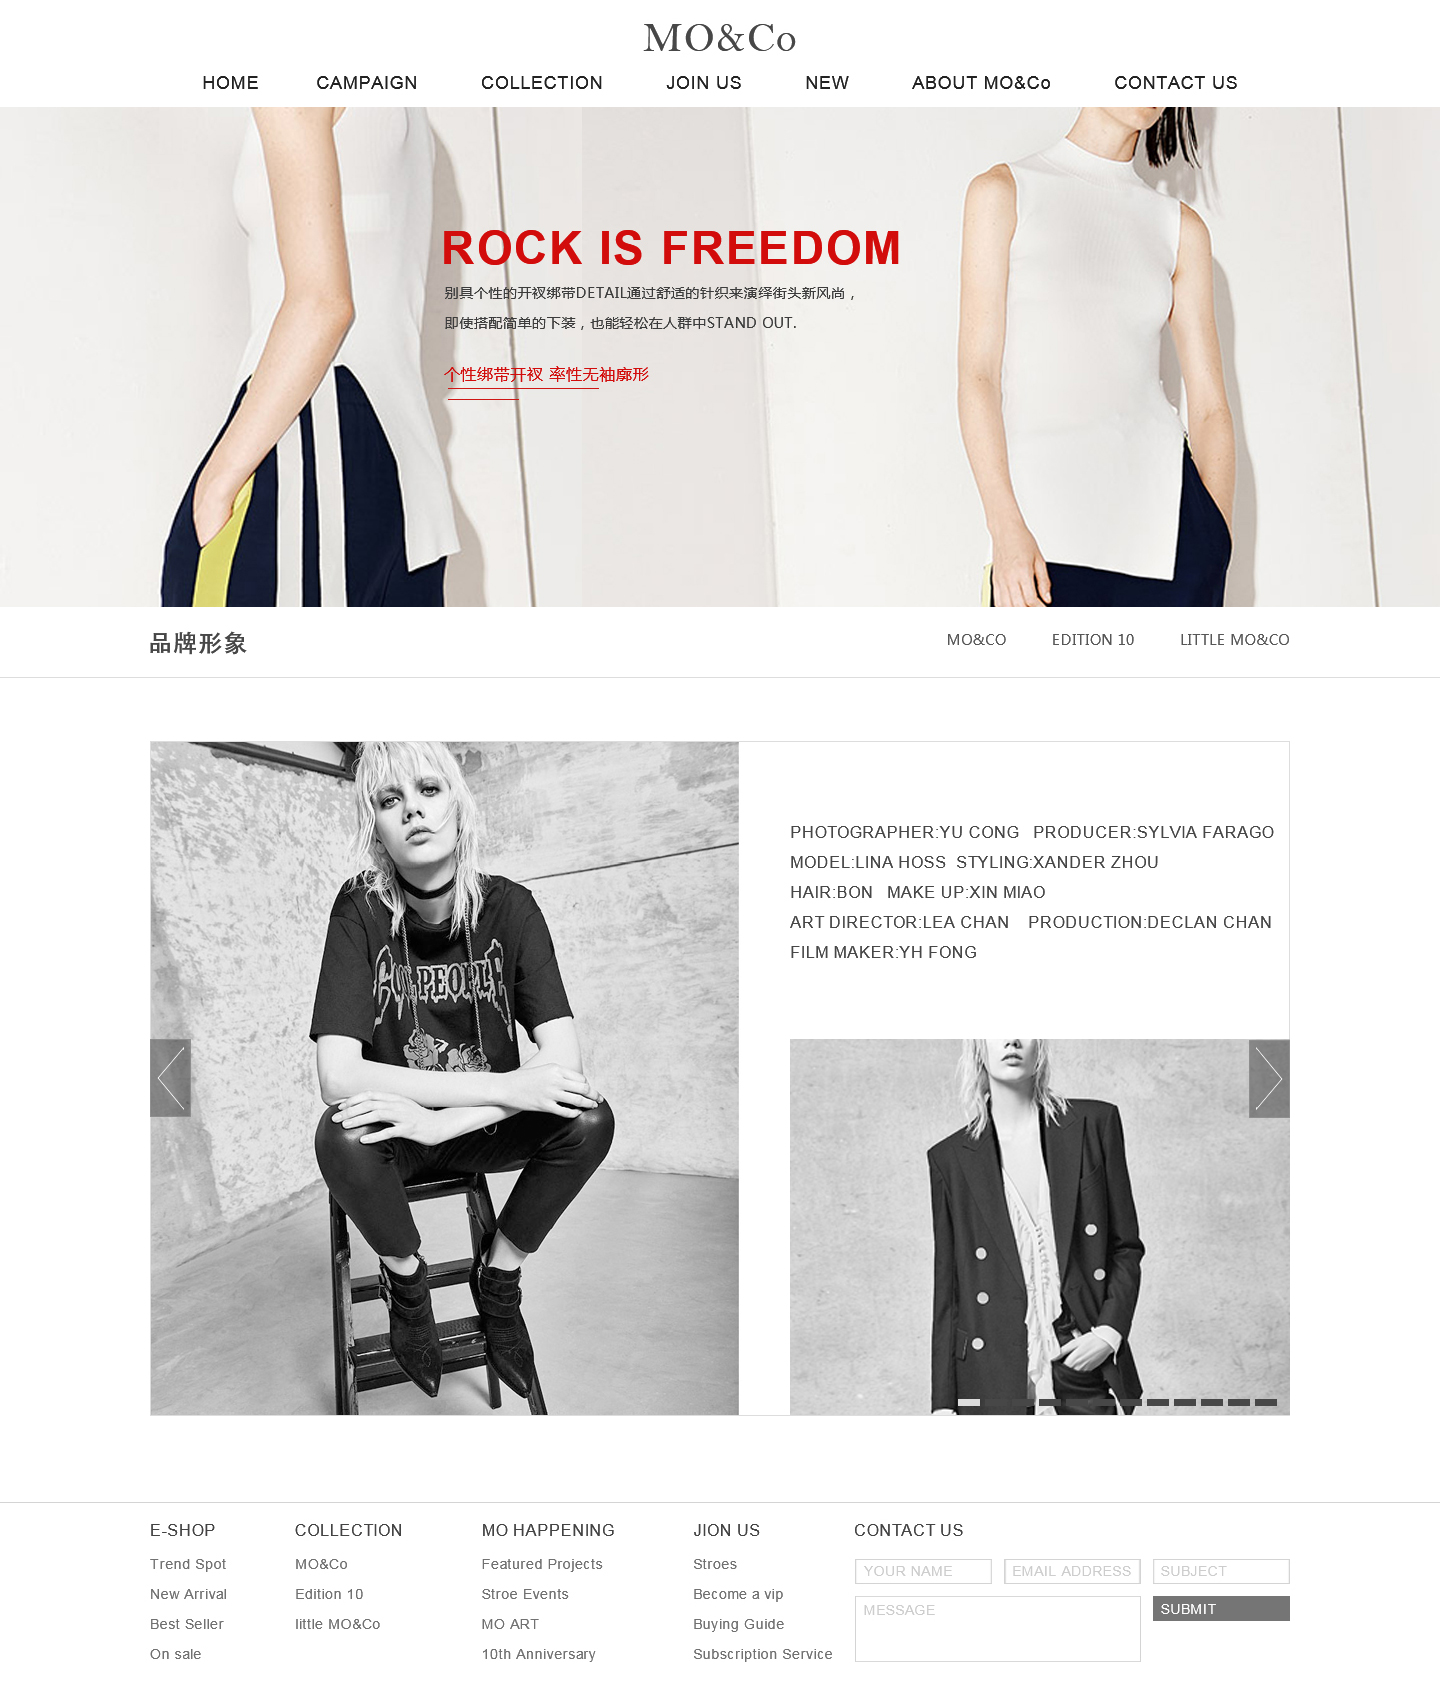 MO&Co
HOME CAMPAIGN COLLECTION JOIN US NEW ABOUT MO&Co CONTACT US
ROCK IS FREEDOM
别具个性的开衩绑带DETAIL通过舒适的针织来演绎街头新风尚，
即使搭配简单的下装，也能轻松在人群中STAND OUT.
个性绑带开衩 率性无袖廓形
品牌形象
MO&CO EDITION 10 LITTLE MO&CO
PHOTOGRAPHER:YU CONG PRODUCER:SYLVIA FARAGO
MODEL:LINA HOSS STYLING:XANDER ZHOU
HAIR:BON MAKE UP:XIN MIAO
ART DIRECTOR:LEA CHAN PRODUCTION:DECLAN CHAN
FILM MAKER:YH FONG
PEOPLE
E-SHOP
Trend Spot
New Arrival
Best Seller
On sale
COLLECTION
MO&Co
Edition 10
little MO&Co
MO HAPPENING
Featured Projects
Stroe Events
MO ART
10th Anniversary
JION US
Stroes
Become a vip
Buying Guide
Subscription Service
CONTACT US
YOUR NAME EMAIL ADDRESS SUBJECT
MESSAGE
SUBMIT